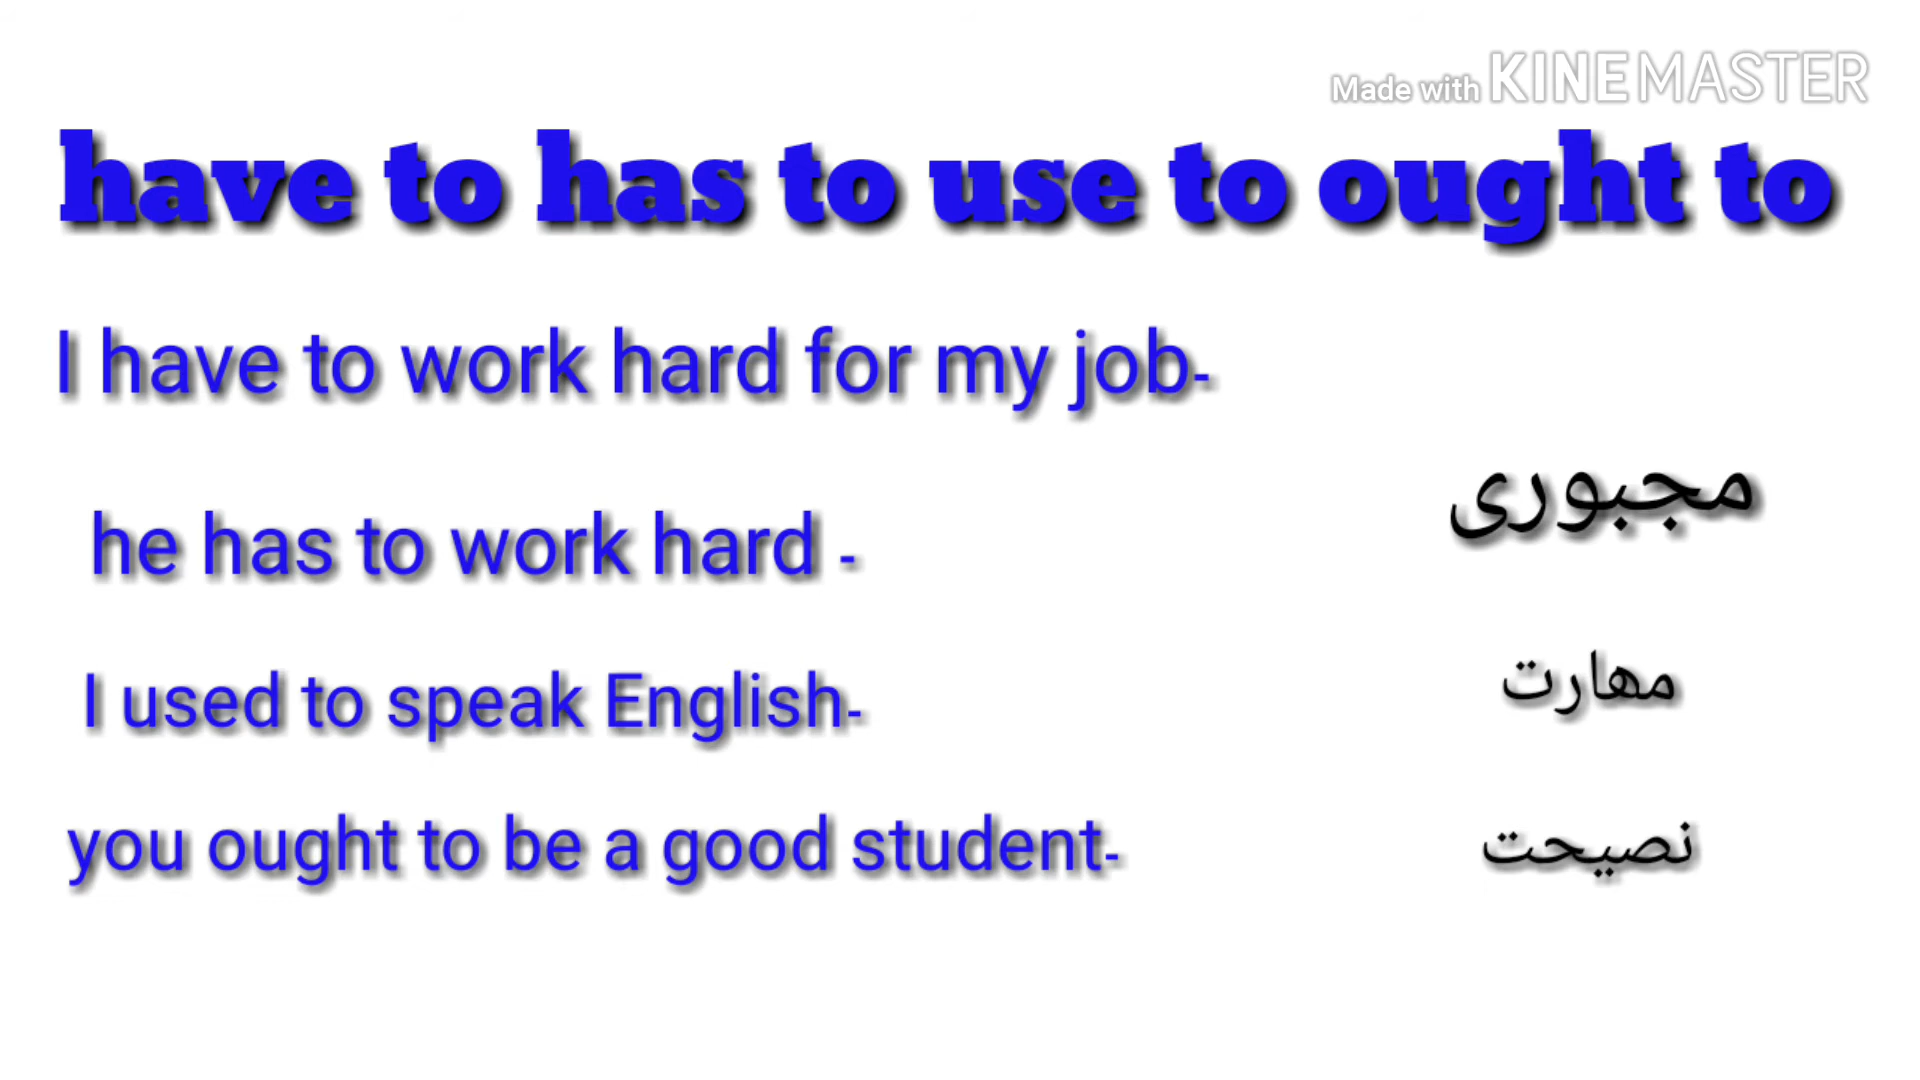 Made with KINEMASTER
have to has to use to ought to
I have to work hard for my job-
مجبوری
he has to work hard -
مهارت
I used to speak English-
نصیحت
you ought to be a good student-